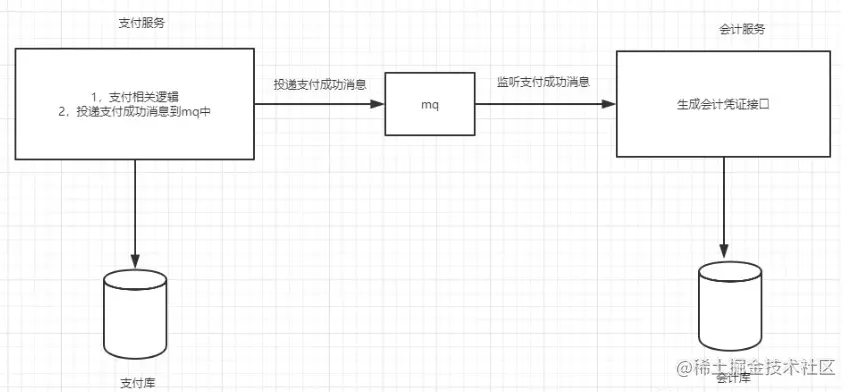 支付服务
会计服务
1，支付相关逻辑
2，投递支付成功消息到mq中
投递支付成功消息
mq
监听支付成功消息
生成会计凭证接口
支付库
会计库
@稀土掘金技术社区